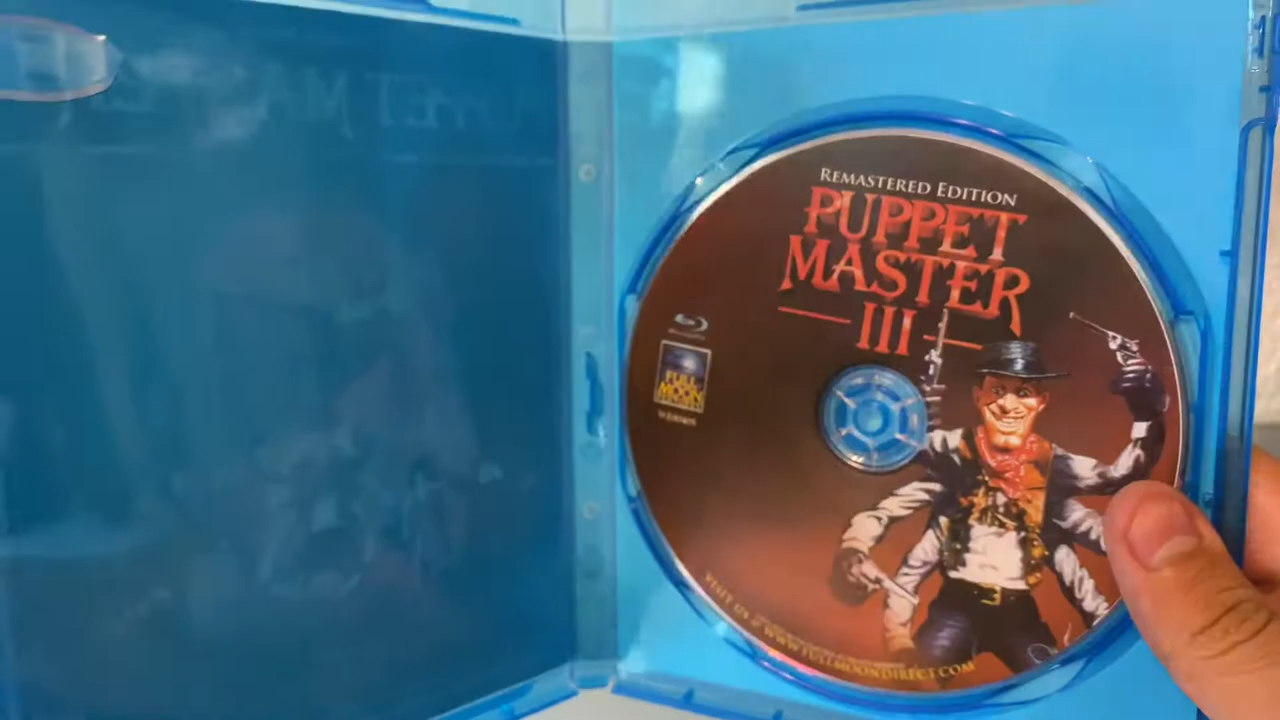 REMASTERED EDITION
PUPPET
MASTER
III
FULL
MOON
VISIT US @ WWW.FULLMOONDIRECT.COM